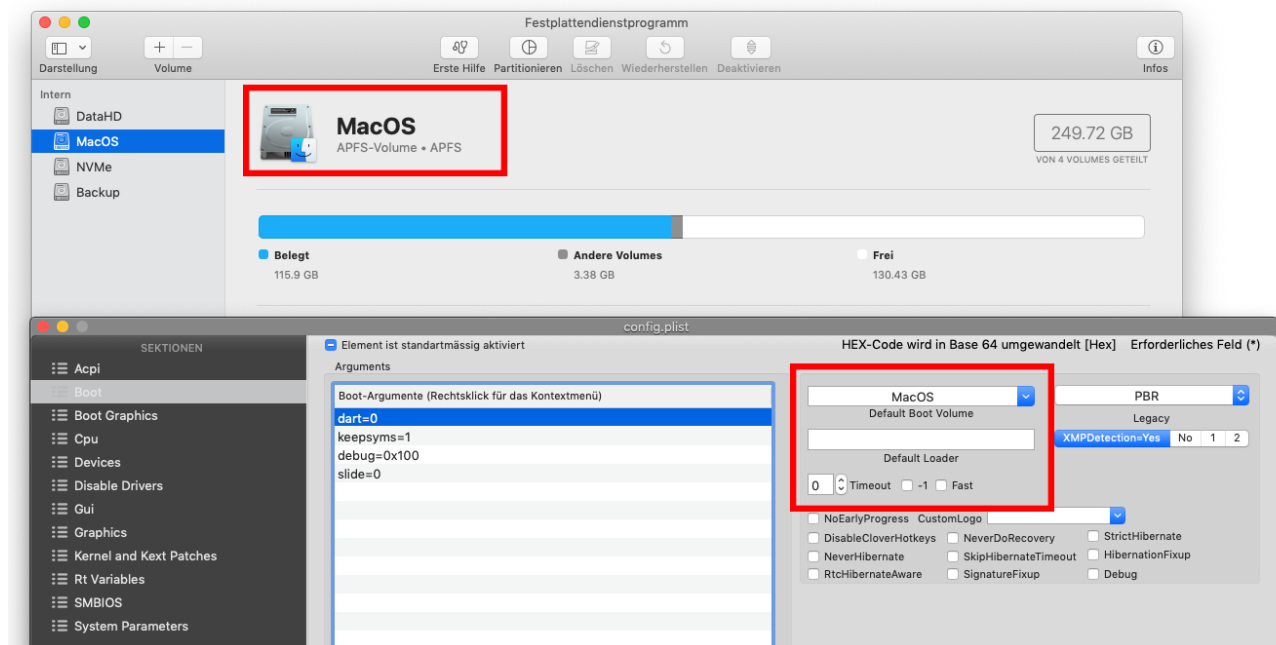 Festplattendienstprogramm
Darstellung Volume Erste Hilfe Partitionieren Löschen Wiederherstellen Deaktivieren Infos
Intern
DataHD
MacOS
NVMe
Backup
MacOS
APFS-Volume • APFS
249.72 GB
VON 4 VOLUMES GETEILT
Belegt
115.9 GB
Andere Volumes
3.38 GB
Frei
130.43 GB
config.plist
SEKTIONEN
Acpi
Boot
Boot Graphics
Cpu
Devices
Disable Drivers
Gui
Graphics
Kernel and Kext Patches
Rt Variables
SMBIOS
System Parameters
Element ist standartmässig aktiviert
HEX-Code wird in Base 64 umgewandelt [Hex] Erforderliches Feld (*)
Arguments
Boot-Argumente (Rechtsklick für das Kontextmenü)
dart=0
keepsyms=1
debug=0x100
slide=0
MacOS
Default Boot Volume
Default Loader
0 Timeout -1 Fast
PBR
Legacy
XMPDetection=Yes No 1 2
NoEarlyProgress CustomLogo
DisableCloverHotkeys NeverDoRecovery StrictHibernate
NeverHibernate SkipHibernateTimeout HibernationFixup
RtcHibernateAware SignatureFixup Debug